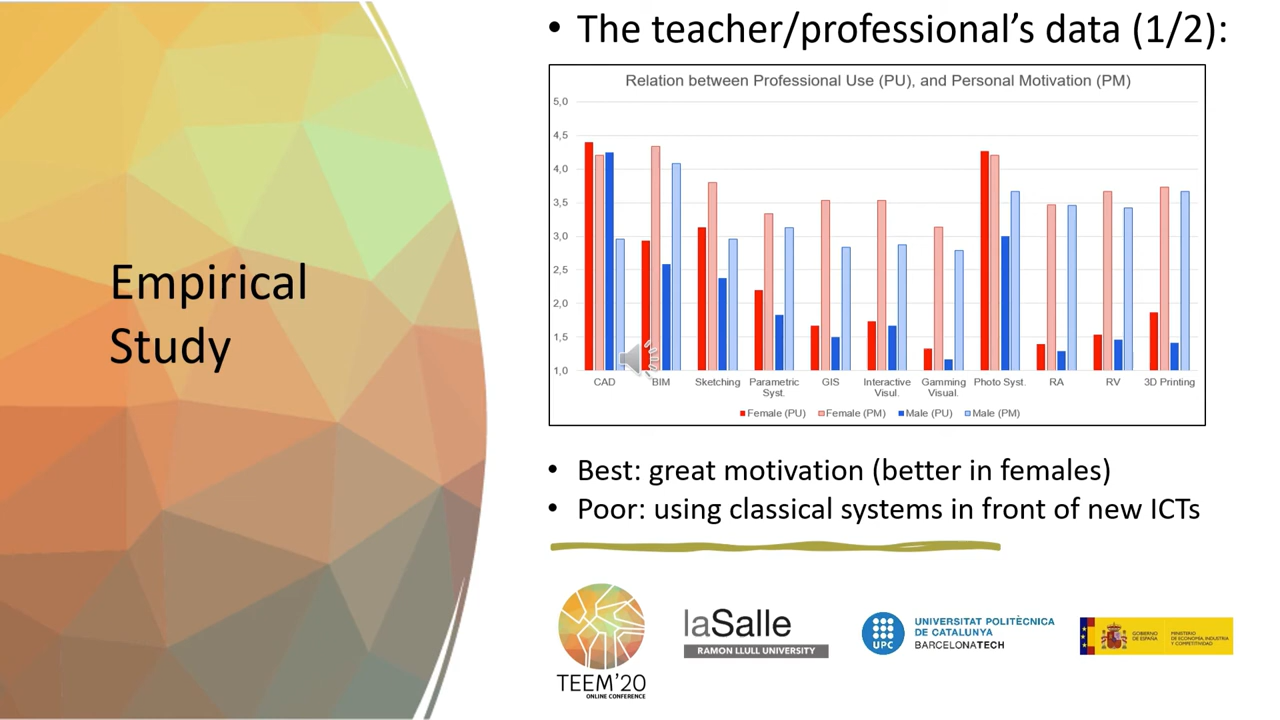 Empirical
Study
• The teacher/professional's data (1/2):
Relation between Professional Use (PU), and Personal Motivation (PM)
5,0
4,5
4,0
3,5
3,0
2,5
2,0
1,5
1,0
CAD BIM Sketching Parametric Syst. GIS Interactive Visul. Gamming Visual. Photo Syst. RA RV 3D Printing
Female (PU) Female (PM) Male (PU) Male (PM)
• Best: great motivation (better in females)
• Poor: using classical systems in front of new ICTs
TEEM'20
ONLINE CONFERENCE
laSalle
RAMON LLULL UNIVERSITY
UPC
UNIVERSITAT POLITÈCNICA
DE CATALUNYA
BARCELONATECH
GOBIERNO
DE ESPAÑA
MINISTERIO
DE ECONOMÍA, INDUSTRIA
Y COMPETITIVIDAD